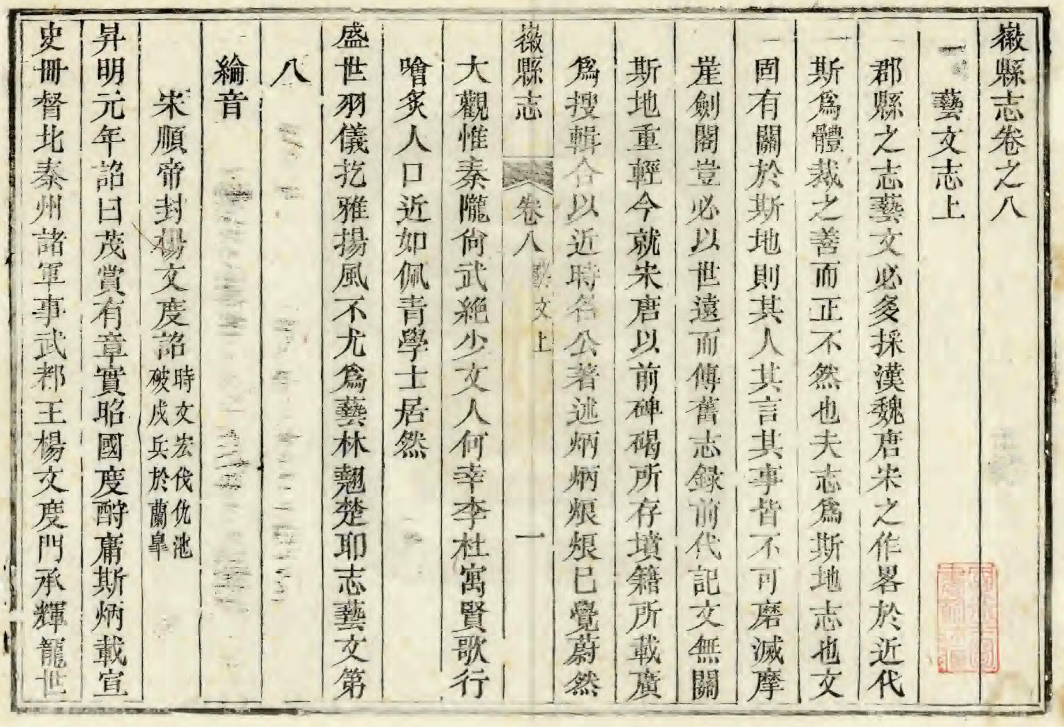 徽縣志卷之八
藝文志上
郡縣之志藝文必多採漢魏唐宋之作畧於近代
斯爲體裁之善而正不然也夫志爲斯地志也文
固有關於斯地則其人其言其事皆不可磨滅摩
崖劍閣豈必以世遠而傳舊志録前代記文無關
斯地重輕今就宋唐以前碑碣所存墳籍所載廣
爲搜輯合以近時名公著述炳炳烺烺已覺蔚然
徽縣志 卷八 藝文上 一
大觀惟秦隴尙武絶少文人何幸李杜寓賢歌行
噲炙人口近如佩青學士居然
盛世羽儀扢雅揚風不尤爲藝林翹楚耶志藝文第
八
綸音
宋順帝封楊文度詔時文宏伐仇池
破戍兵於蘭臯
昇明元年詔曰茂賞有章實昭國度酧庸斯炳載宣
史冊督北秦州諸軍事武都王楊文度門承輝寵世